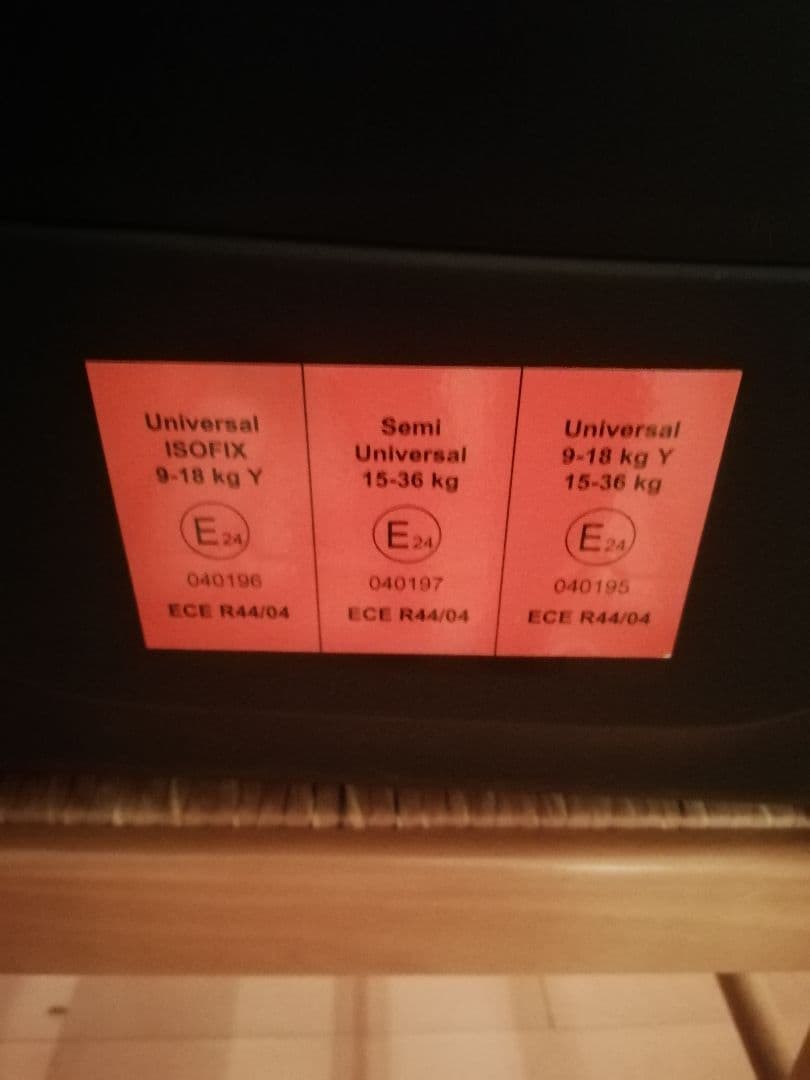 Universal
ISOFIX
9-18 kg Y
E24
040196
ECE R44/04
Semi
Universal
15-36 kg
E24
040197
ECE R44/04
Universal
9-18 kg Y
15-36 kg
E24
040195
ECE R44/04